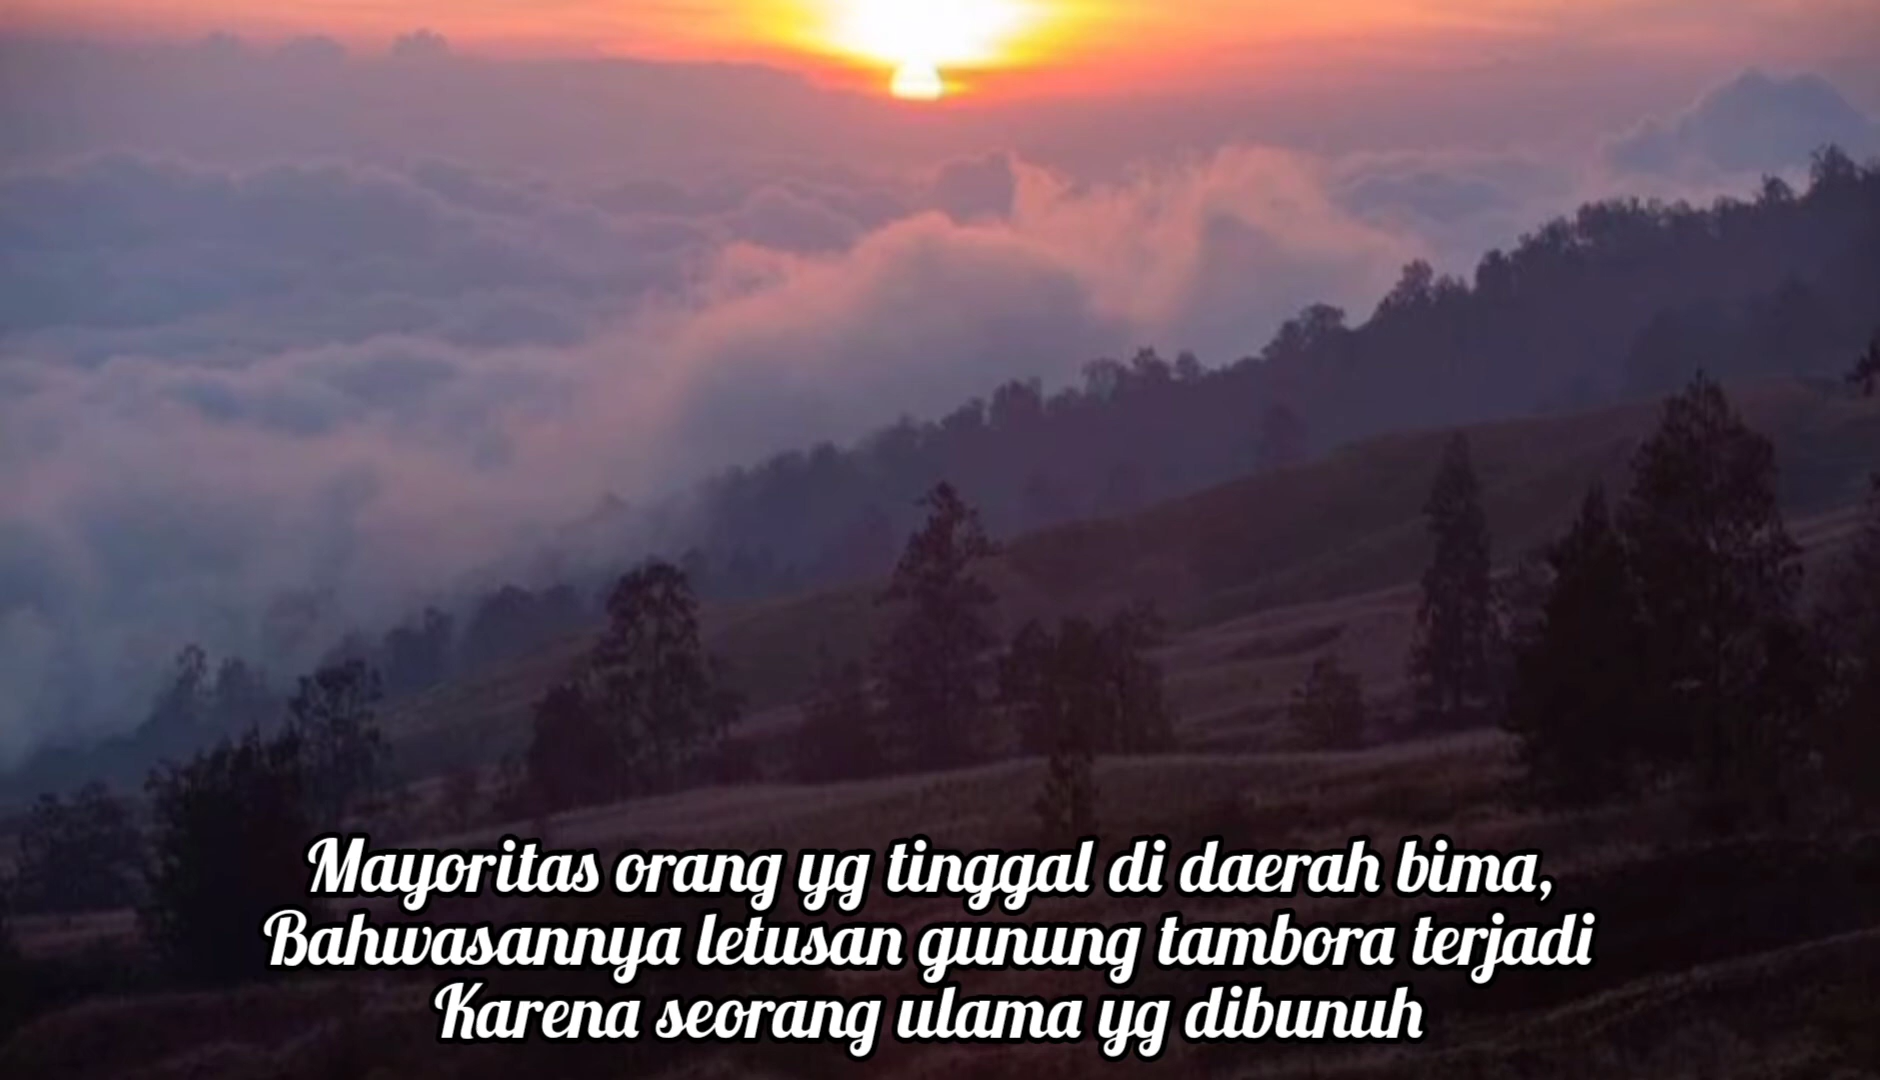 Mayoritas orang yg tinggal di daerah bima,
Bahwasannya letusan gunung tambora terjadi
Karena seorang ulama yg dibunuh